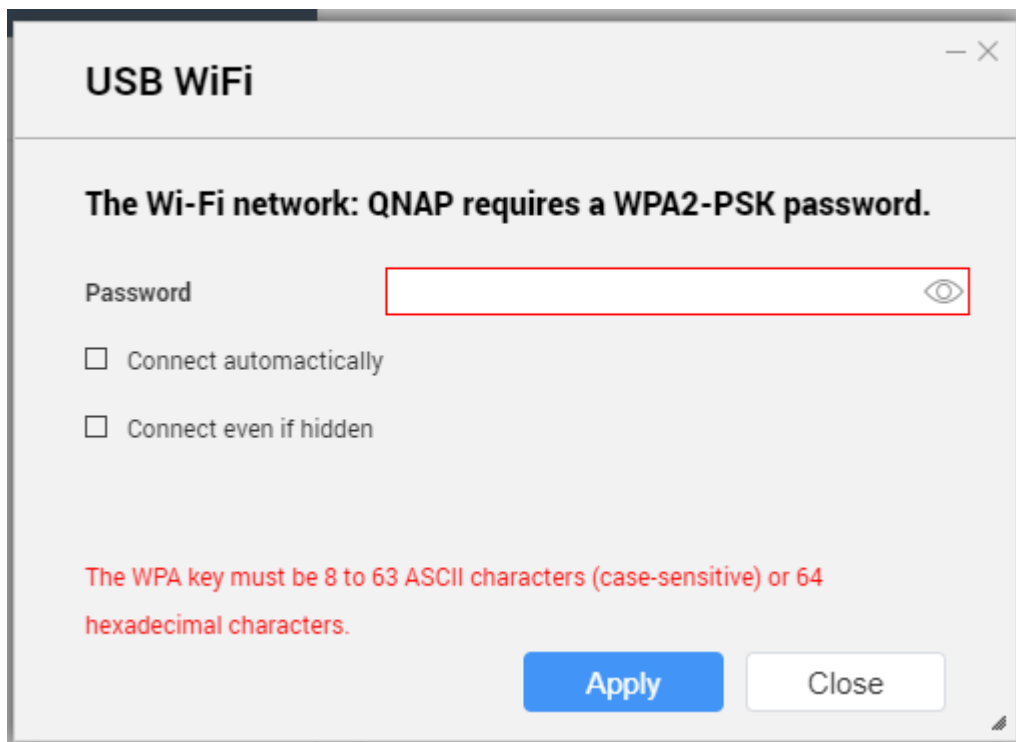 USB WiFi
The Wi-Fi network: QNAP requires a WPA2-PSK password.
Password
Connect automactically
Connect even if hidden
The WPA key must be 8 to 63 ASCII characters (case-sensitive) or 64
hexadecimal characters.
Apply Close